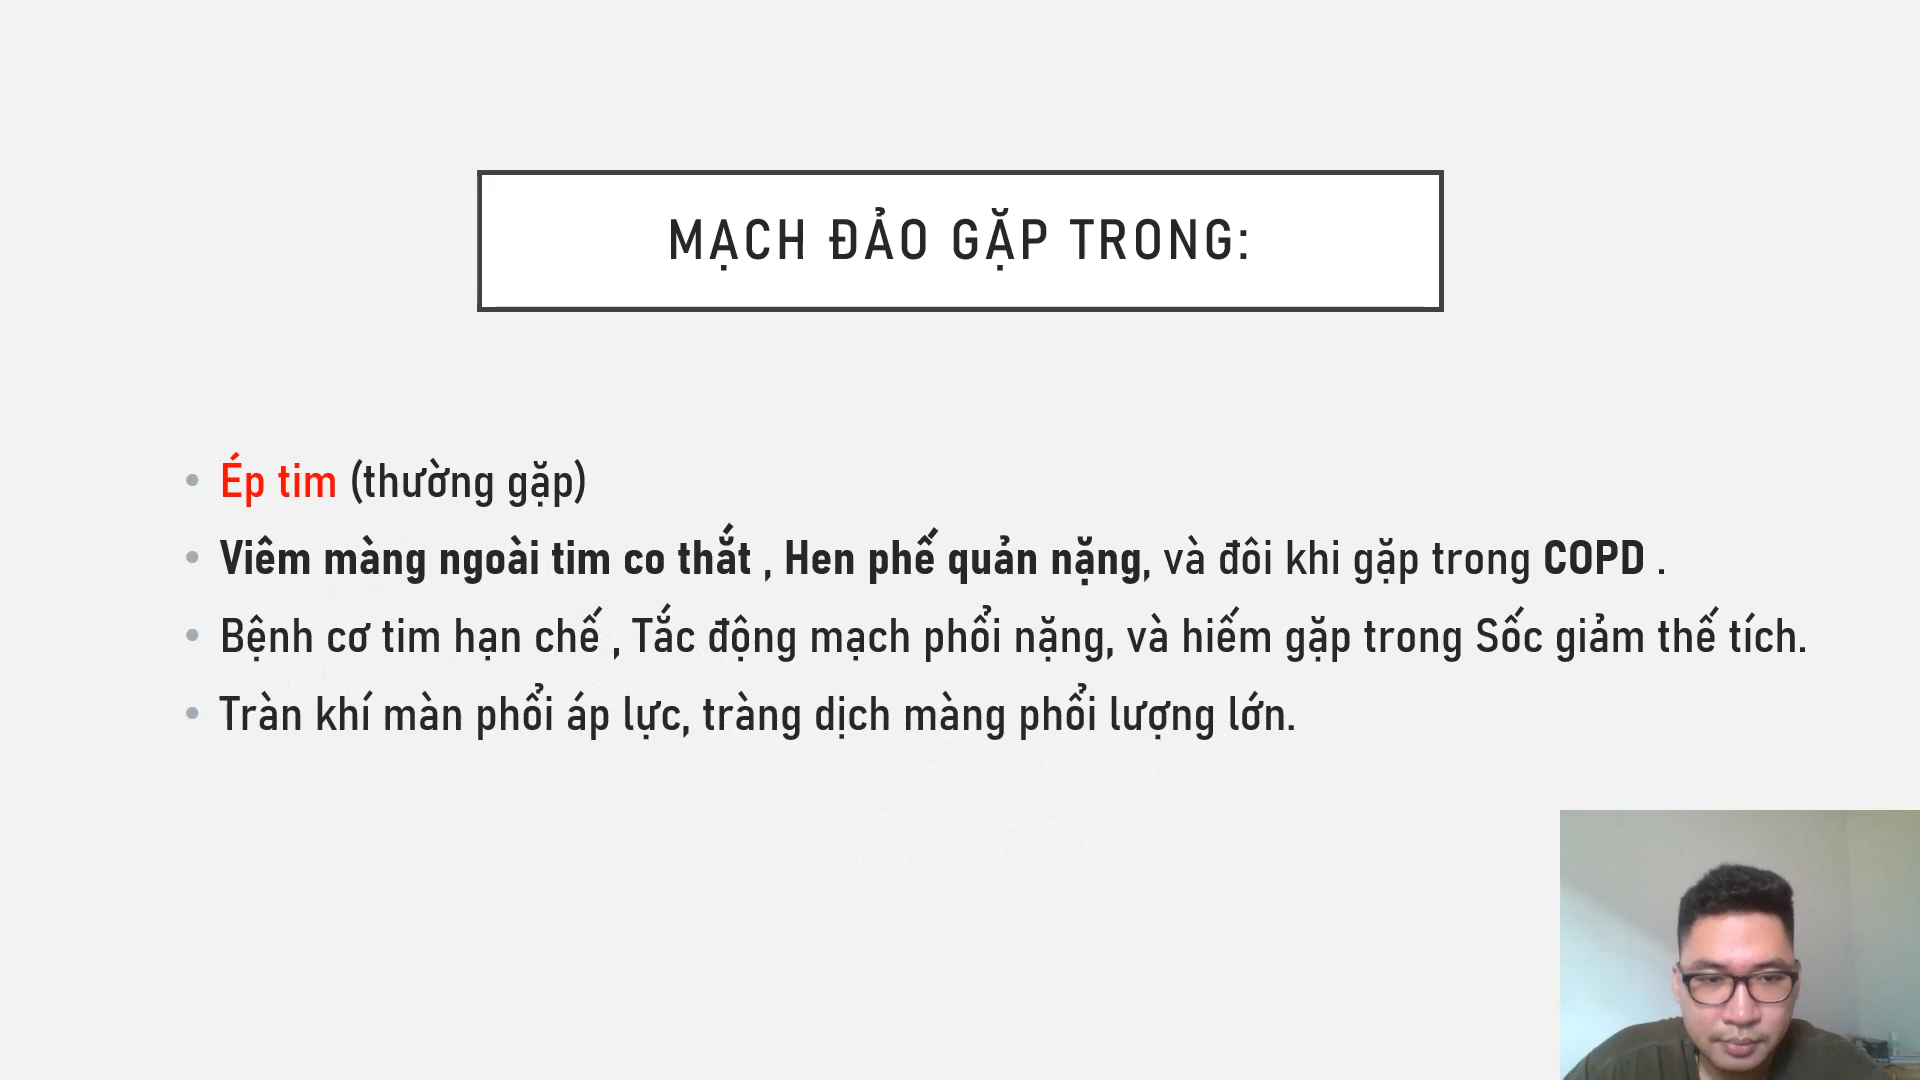 MẠCH ĐẢO GẶP TRONG:
• Ép tim (thường gặp)
• Viêm màng ngoài tim co thắt , Hen phế quản nặng, và đôi khi gặp trong COPD .
• Bệnh cơ tim hạn chế , Tắc động mạch phổi nặng, và hiếm gặp trong Sốc giảm thế tích.
• Tràn khí màn phổi áp lực, tràng dịch màng phổi lượng lớn.